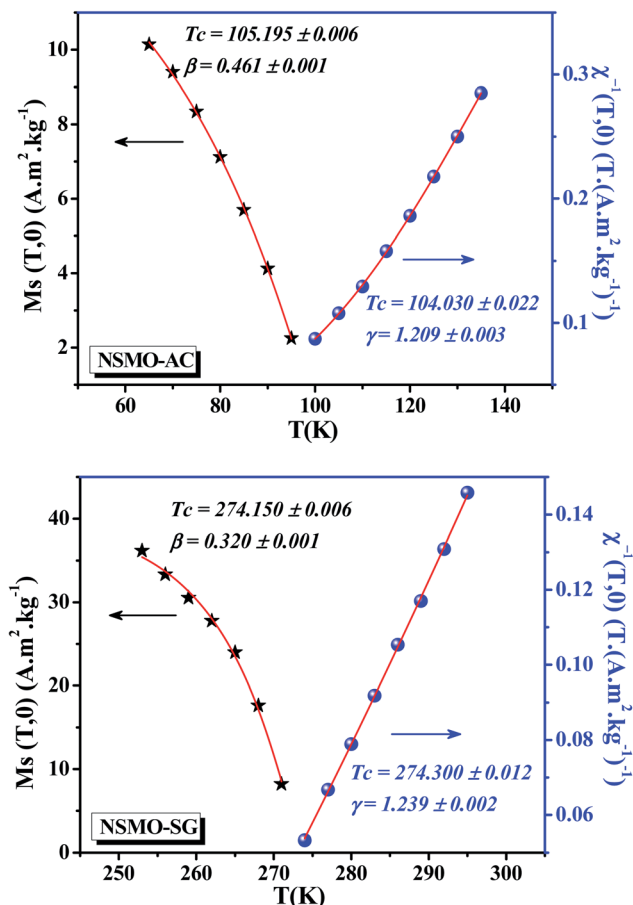 Tc = 105.195 ± 0.006
β = 0.461 ± 0.001
Ms (T,0) (A.m².kg⁻¹)
10
8
6
4
2
χ⁻¹(T,0) (T.(A.m².kg⁻¹)⁻¹)
0.3
0.2
0.1
Tc = 104.030 ± 0.022
γ = 1.209 ± 0.003
NSMO-AC
60 80 100 120 140
T(K)
Tc = 274.150 ± 0.006
β = 0.320 ± 0.001
Ms (T,0) (A.m².kg⁻¹)
40
30
20
10
0
χ⁻¹(T,0) (T.(A.m².kg⁻¹)⁻¹)
0.14
0.12
0.10
0.08
0.06
Tc = 274.300 ± 0.012
γ = 1.239 ± 0.002
NSMO-SG
250 260 270 280 290 300
T(K)